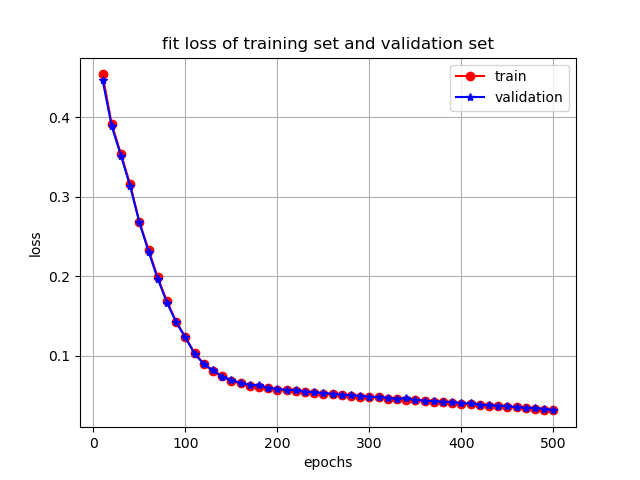 fit loss of training set and validation set
train
validation
0.4
0.3
0.2
0.1
loss
0
100
200
300
400
500
epochs